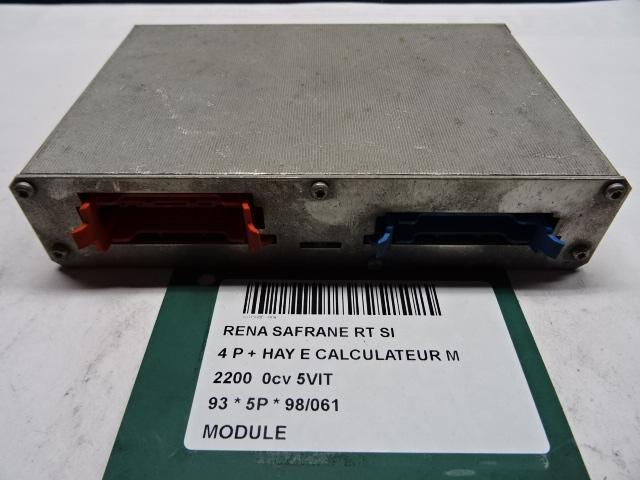 RENA SAFRANE RT SI
4 P + HAY E CALCULATEUR M
2200 0cv 5VIT
93 * 5P * 98/061
MODULE